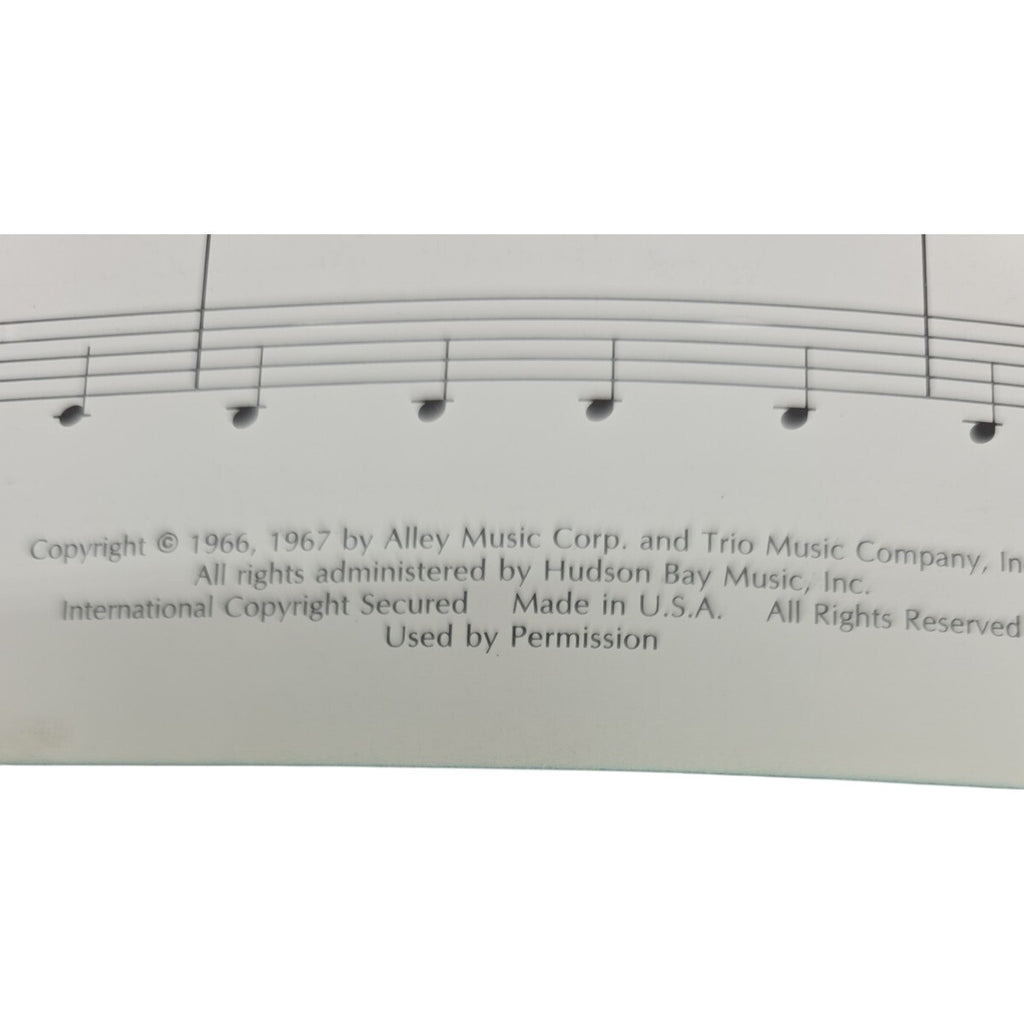 Copyright © 1966, 1967 by Alley Music Corp. and Trio Music Company,
All rights administered by Hudson Bay Music, Inc.
International Copyright Secured Made in U.S.A. All Rights Reserved
Used by Permission